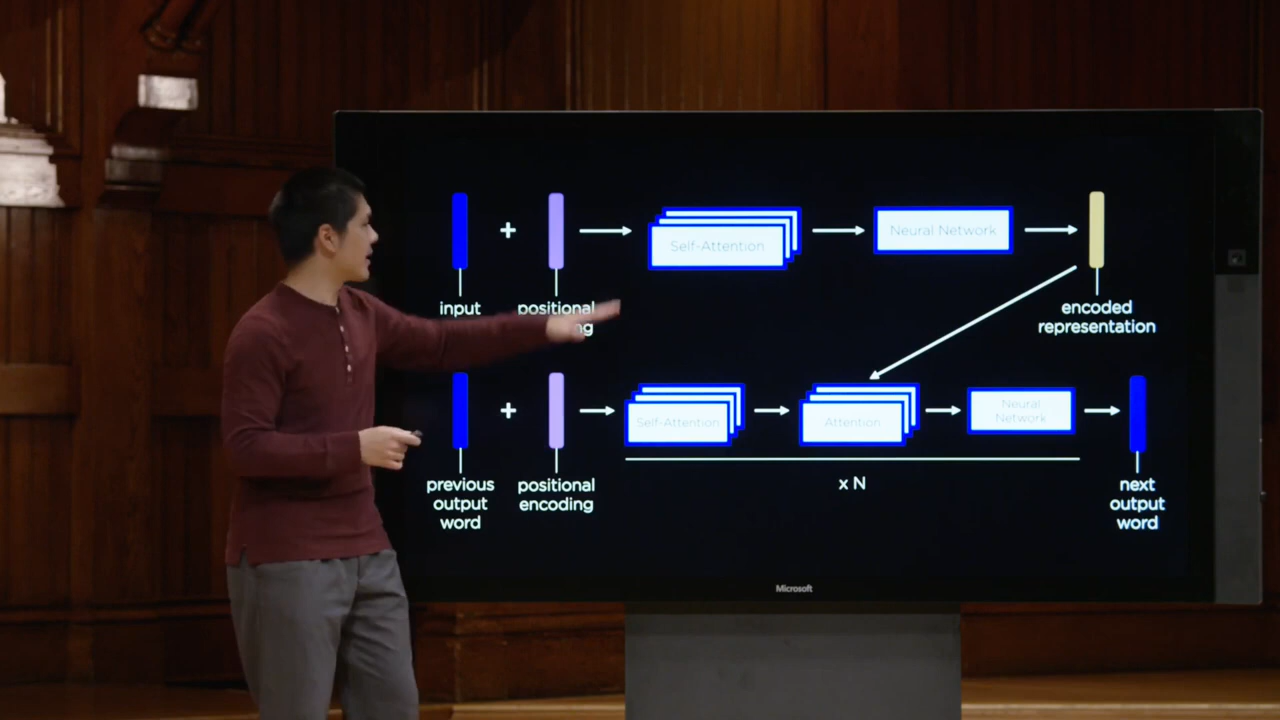 Self-Attention
Neural Network
input
positional
encoded
representation
Self-Attention
Attention
Neural
Network
previous
output
word
positional
encoding
x N
next
output
word
Microsoft